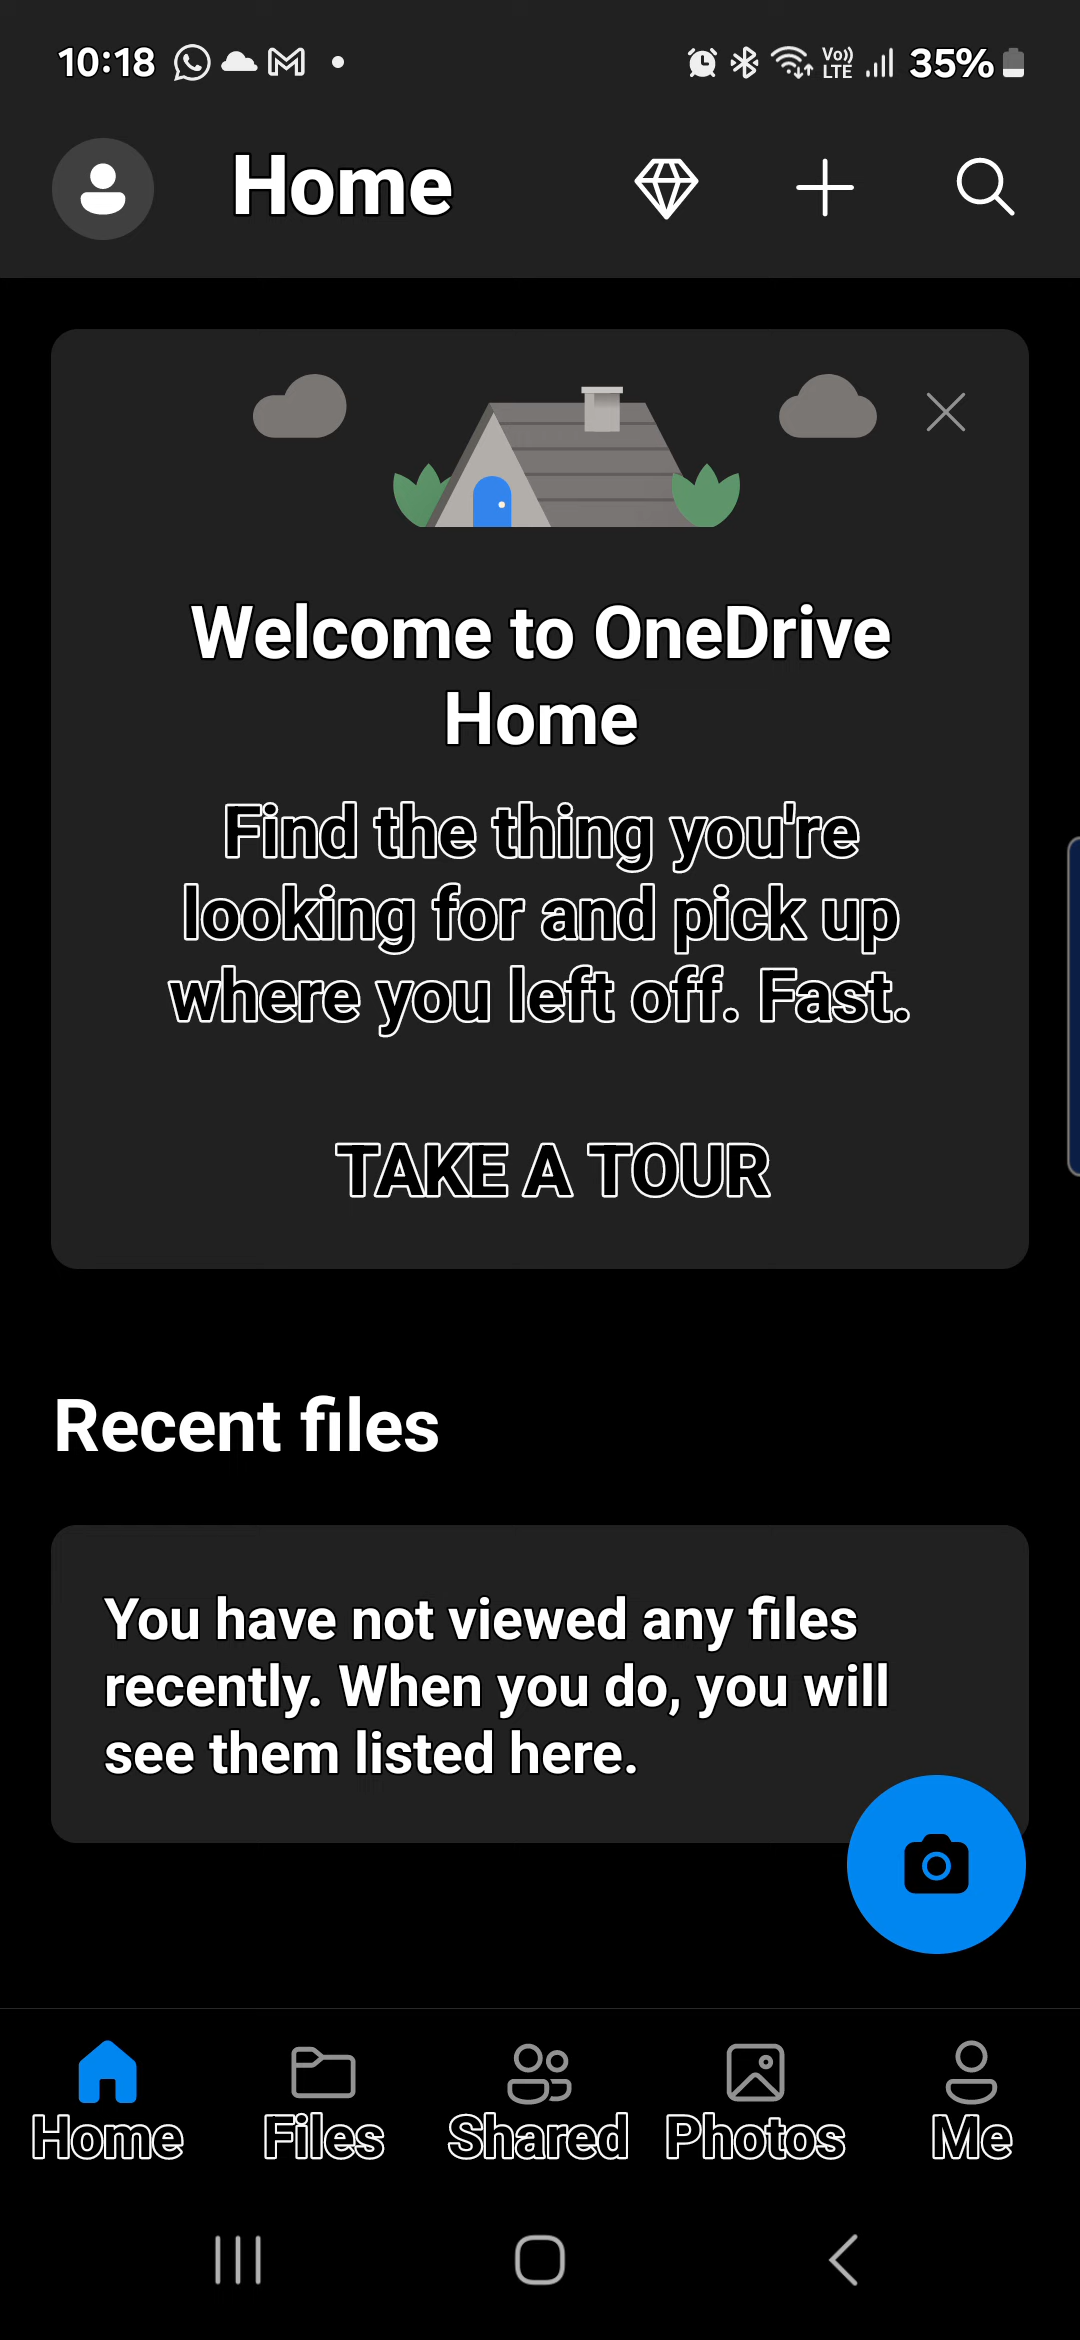 10:18
Vo))
LTE
35%
Home
Welcome to OneDrive
Home
Find the thing you're
looking for and pick up
where you left off. Fast.
TAKE A TOUR
Recent files
You have not viewed any files
recently. When you do, you will
see them listed here.
Home Files Shared Photos Me